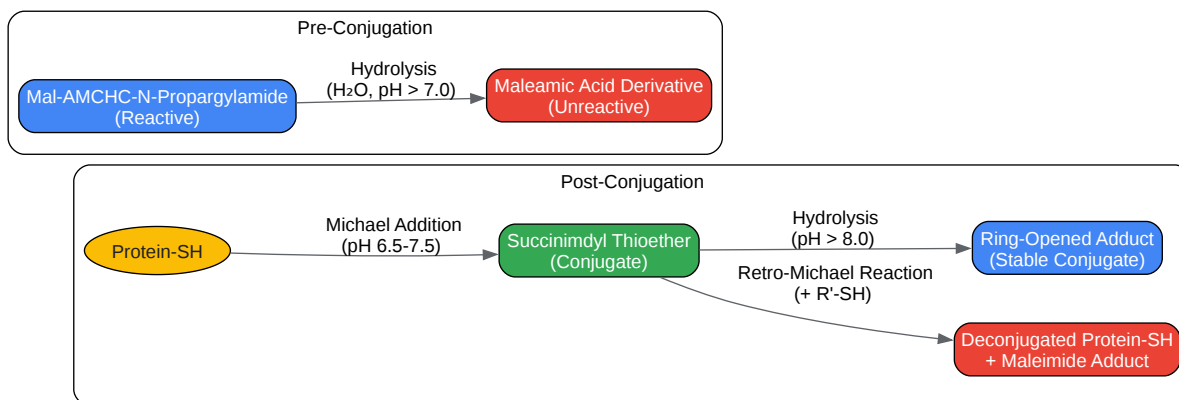 Pre-Conjugation
Mal-AMCHC-N-Propargylamide
(Reactive)
Hydrolysis
(H₂O, pH > 7.0)
Maleamic Acid Derivative
(Unreactive)
Post-Conjugation
Protein-SH
Michael Addition
(pH 6.5-7.5)
Succinimdyl Thioether
(Conjugate)
Hydrolysis
(pH > 8.0)
Ring-Opened Adduct
(Stable Conjugate)
Retro-Michael Reaction
(+ R'-SH)
Deconjugated Protein-SH
+ Maleimide Adduct